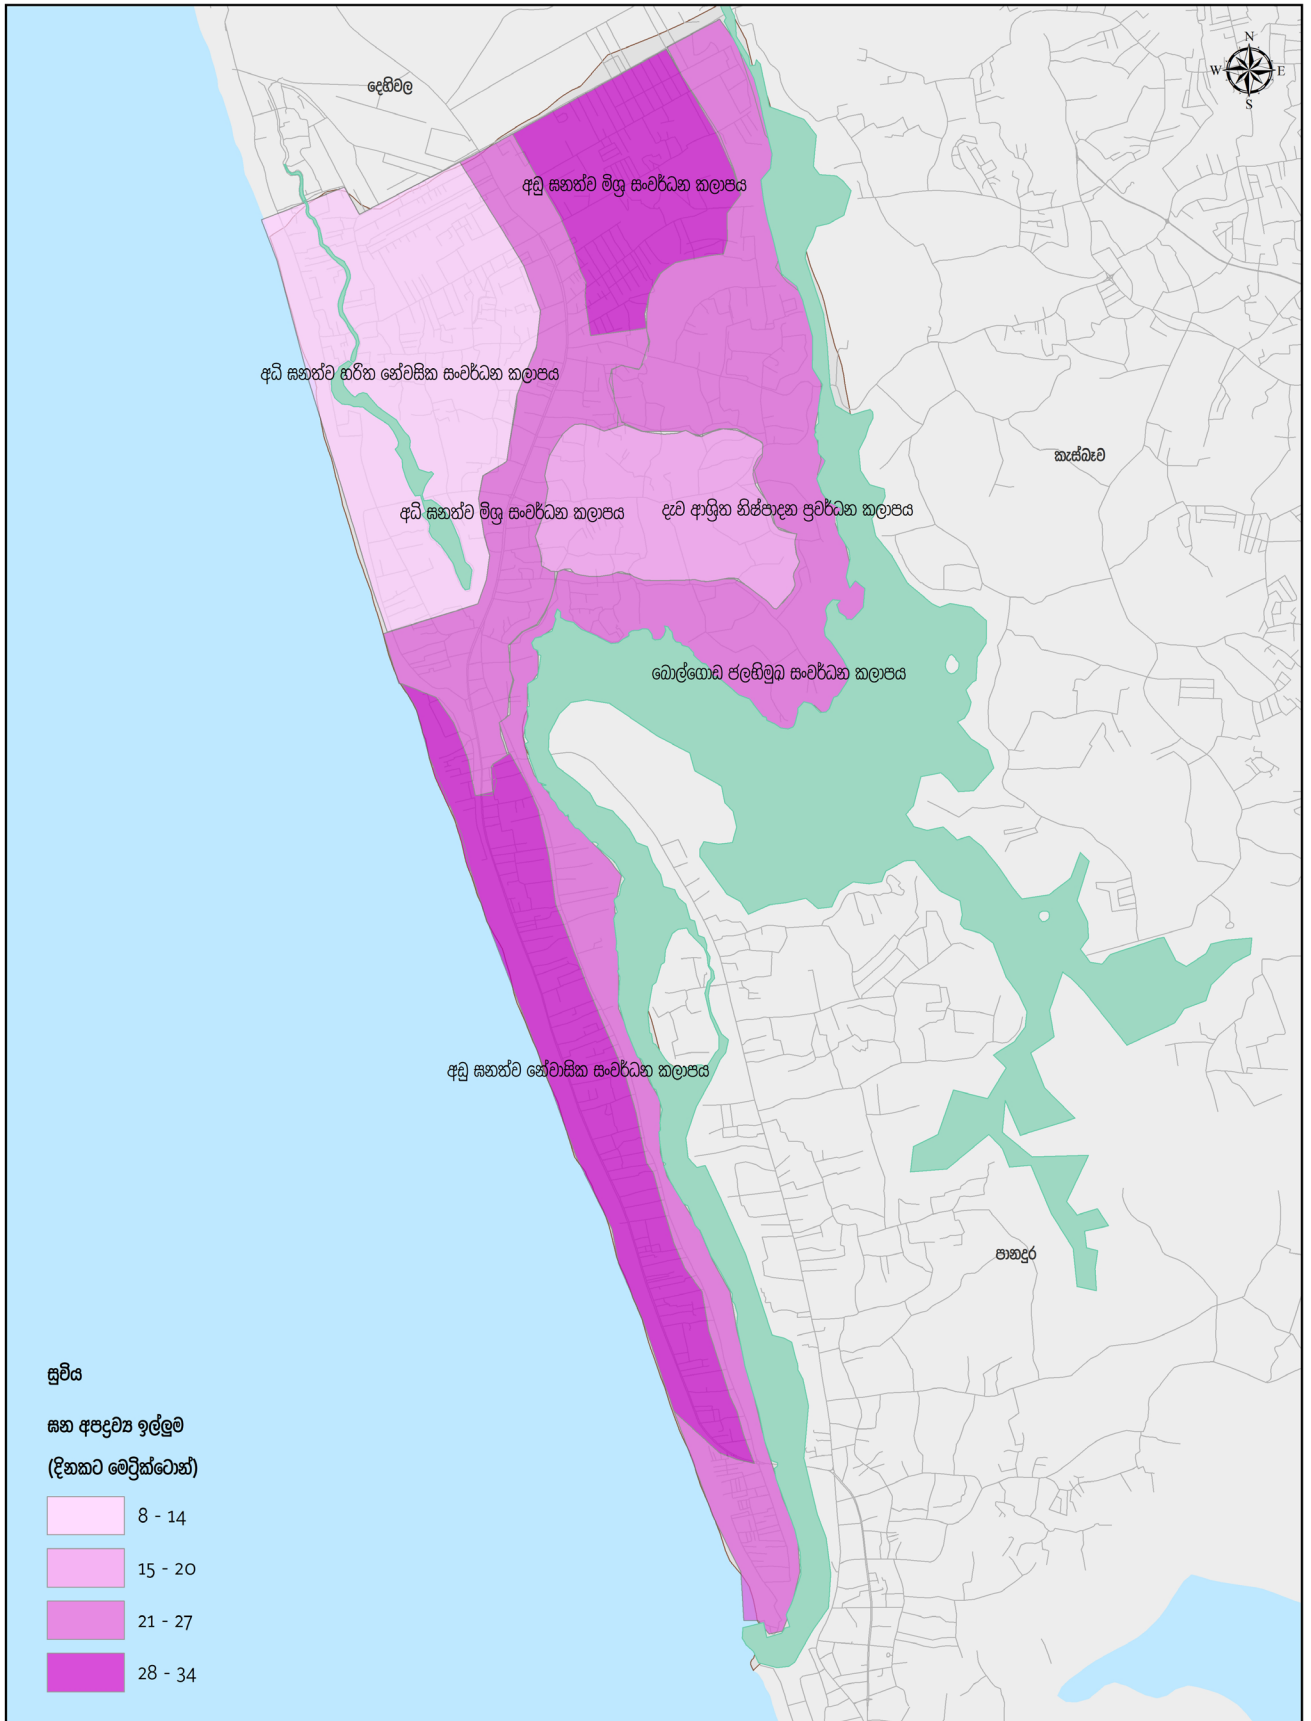 N
W E
S
දෙහිවල
අඩු ඝනත්ව මිශ්‍ර සංවර්ධන කලාපය
අධි ඝනත්ව හරිත නේවසික සංවර්ධන කලාපය
කැස්බෑව
අධි ඝනත්ව මිශ්‍ර සංවර්ධන කලාපය
දැව ආශ්‍රිත නිෂ්පාදන ප්‍රවර්ධන කලාපය
බොල්ගොඩ ජලභිමුඛ සංවර්ධන කලාපය
අඩු ඝනත්ව නේවාසික සංවර්ධන කලාපය
පානදුර
සුචිය
ඝන අපද්‍රව්‍ය ඉල්ලුම
(දිනකට මෙට්‍රික්ටොන්)
8 - 14
15 - 20
21 - 27
28 - 34